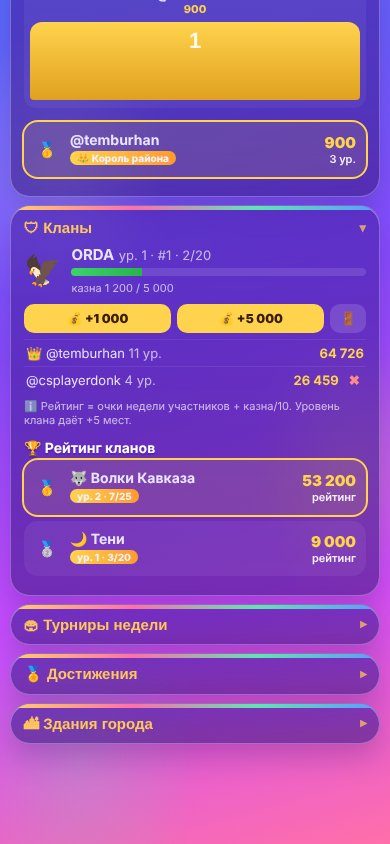 900
1
@temburhan
900
👑 Король района
3 ур.
🛡 Кланы
ORDA ур. 1 · #1 · 2/20
казна 1 200 / 5 000
💰 +1 000
💰 +5 000
👑 @temburhan 11 ур.
64 726
@csplayerdonk 4 ур.
26 459 ✖
ℹ️ Рейтинг = очки недели участников + казна/10. Уровень
клана даёт +5 мест.
🏆 Рейтинг кланов
🐺 Волки Кавказа
53 200
ур. 2 · 7/25
рейтинг
🌙 Тени
9 000
ур. 1 · 3/20
рейтинг
Турниры недели
🏅 Достижения
🏙 Здания города